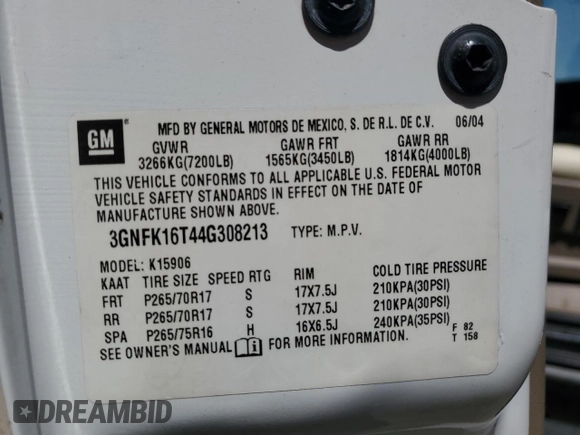 GM ® MFD BY GENERAL MOTORS DE MEXICO, S. DE R.L. DE C.V. 06/04
GVWR GAWR FRT GAWR RR
3266KG(7200LB) 1565KG(3450LB) 1814KG(4000LB)
THIS VEHICLE CONFORMS TO ALL APPLICABLE U.S. FEDERAL MOTOR
VEHICLE SAFETY STANDARDS IN EFFECT ON THE DATE OF
MANUFACTURE SHOWN ABOVE.
3GNFK16T44G308213 TYPE: M.P.V.
MODEL: K15906
KAAT TIRE SIZE SPEED RTG RIM COLD TIRE PRESSURE
FRT P265/70R17 S 17X7.5J 210KPA(30PSI)
RR P265/70R17 S 17X7.5J 210KPA(30PSI)
SPA P265/75R16 H 16X6.5J 240KPA(35PSI) F 82
SEE OWNER'S MANUAL i FOR MORE INFORMATION. T 158
DREAMBID